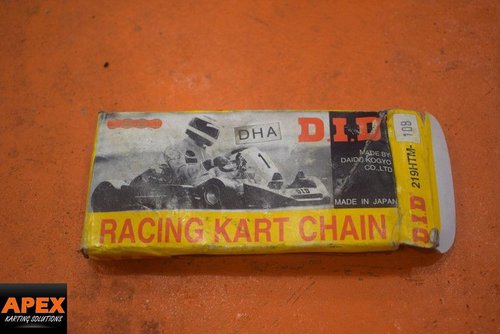 DHA
D.I.D
MADE BY
DAIDO KOGYO
CO.,LTD
MADE IN JAPAN
RACING KART CHAIN
1
D.I.D
219HTM-108
D.I.D
APEX
KARTING SOLUTIONS